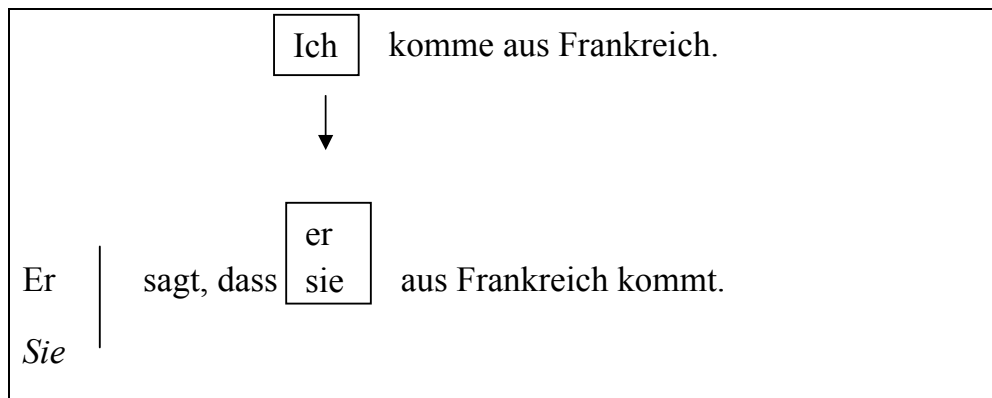 Ich komme aus Frankreich.
er
Er sagt, dass sie aus Frankreich kommt.
Sie